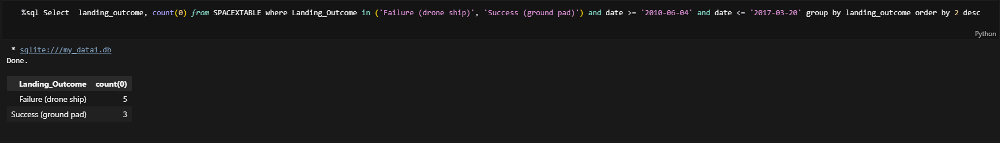 %sql Select  landing_outcome, count(0) from SPACEXTABLE where Landing_Outcome in ('Failure (drone ship)', 'Success (ground pad)') and date >= '2010-06-04' and date <= '2017-03-20' group by landing_outcome order by 2 desc
Python
* sqlite:///my_data1.db
Done.
Landing_Outcome count(0)
Failure (drone ship) 5
Success (ground pad) 3